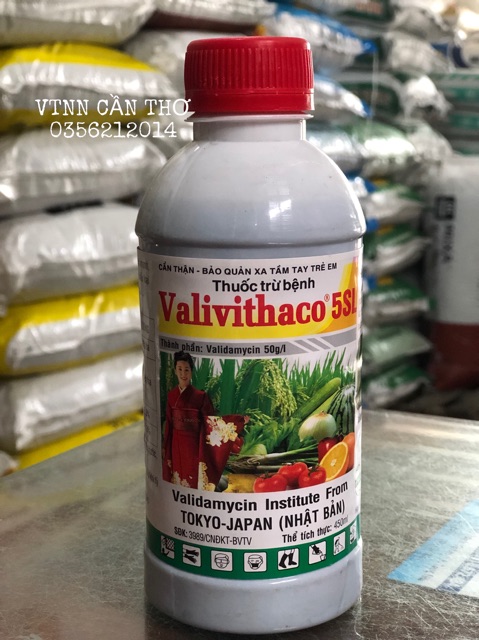 VTNN CẦN THƠ
0356212014
CẨN THẬN - BẢO QUẢN XA TẦM TAY TRẺ EM
Thuốc trừ bệnh
Valivithaco® 5SL
Thành phần: Validamycin 50g/l
Validamycin Institute From
TOKYO-JAPAN (NHẬT BẢN)
SĐK: 3989/CNĐKT-BVTV
Thể tích thực: 450ml